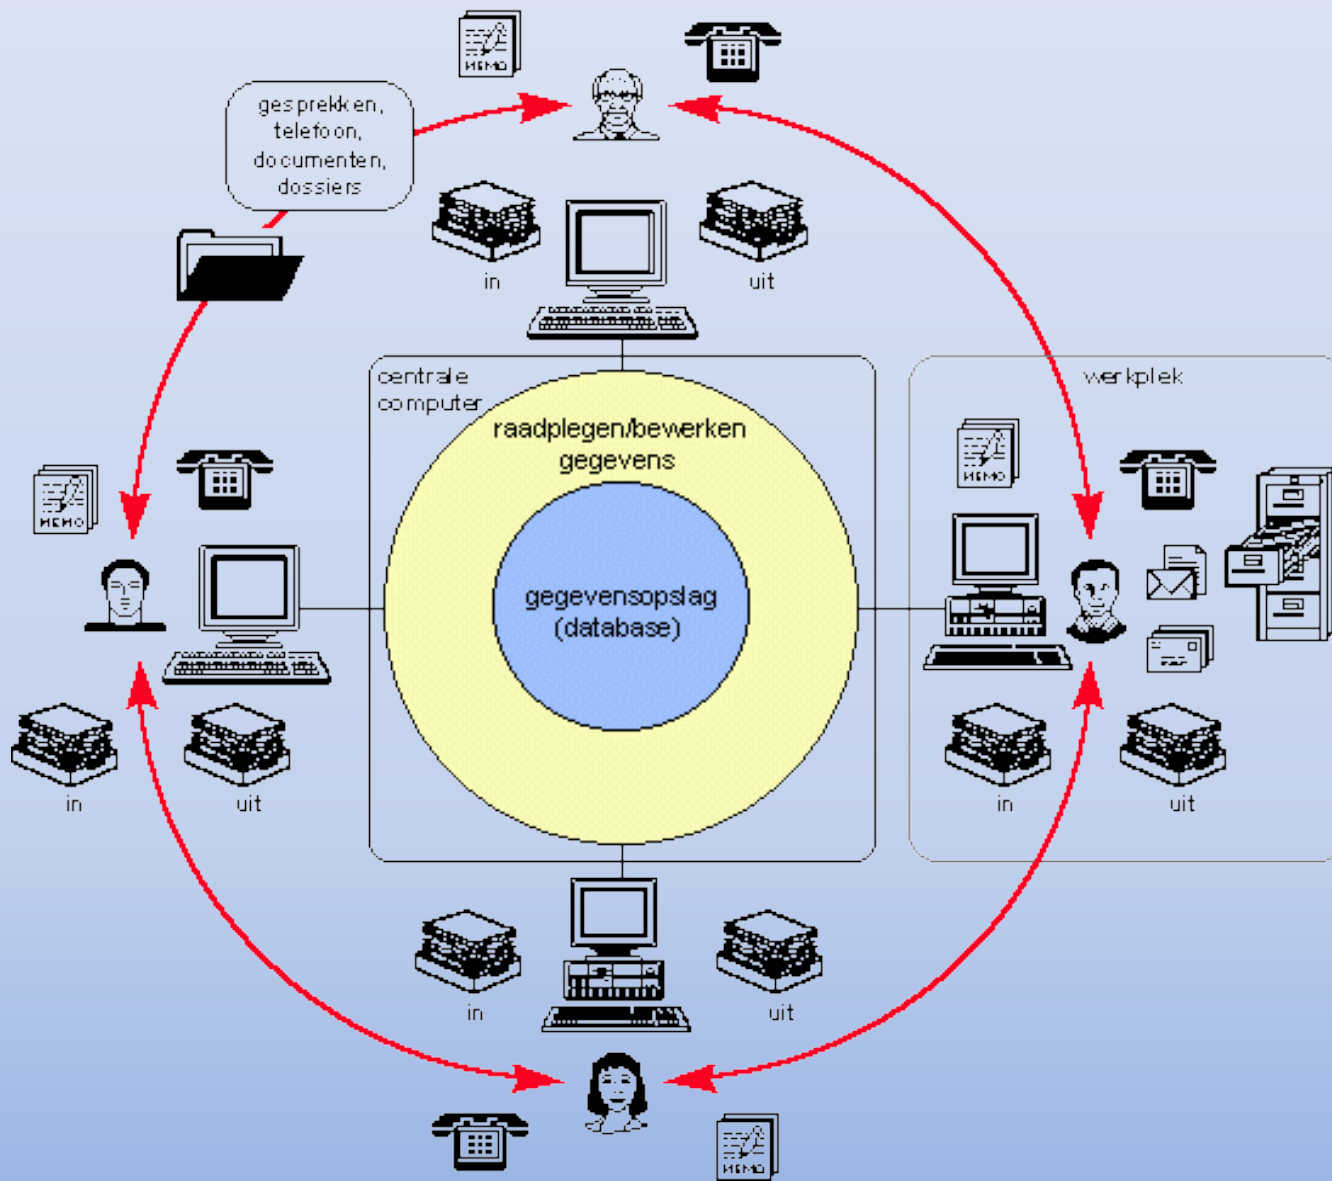 MEMO
gesprekken,
telefoon,
documenten,
dossiers
in
uit
centrale
computer
werkplek
raadplegen/bewerken
gegevens
MEMO
MEMO
gegevensopslag
(database)
in
uit
in
uit
in
uit
MEMO